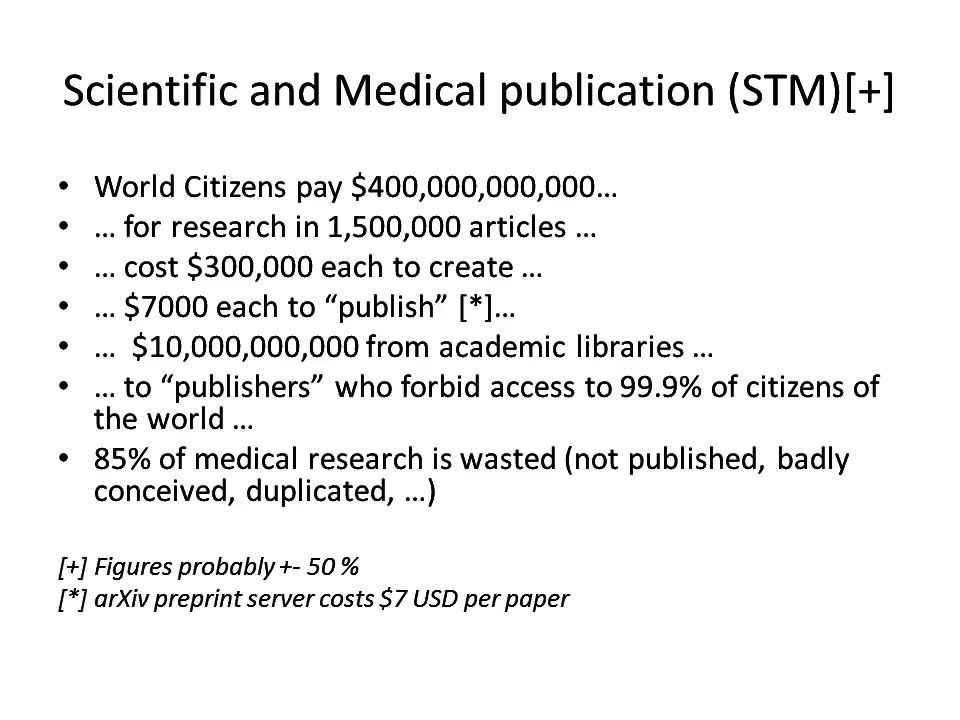 Scientific and Medical publication (STM)[+]
• World Citizens pay $400,000,000,000…
• … for research in 1,500,000 articles …
• … cost $300,000 each to create …
• … $7000 each to “publish” [*]…
• … $10,000,000,000 from academic libraries …
• … to “publishers” who forbid access to 99.9% of citizens of
the world …
• 85% of medical research is wasted (not published, badly
conceived, duplicated, …)
[+] Figures probably +- 50 %
[*] arXiv preprint server costs $7 USD per paper